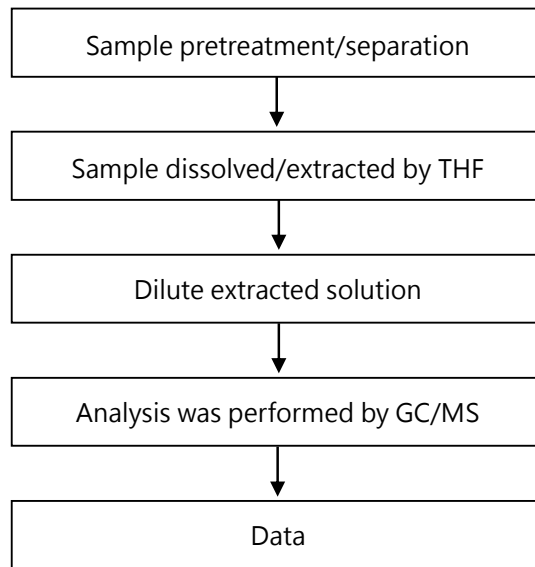 Sample pretreatment/separation
Sample dissolved/extracted by THF
Dilute extracted solution
Analysis was performed by GC/MS
Data